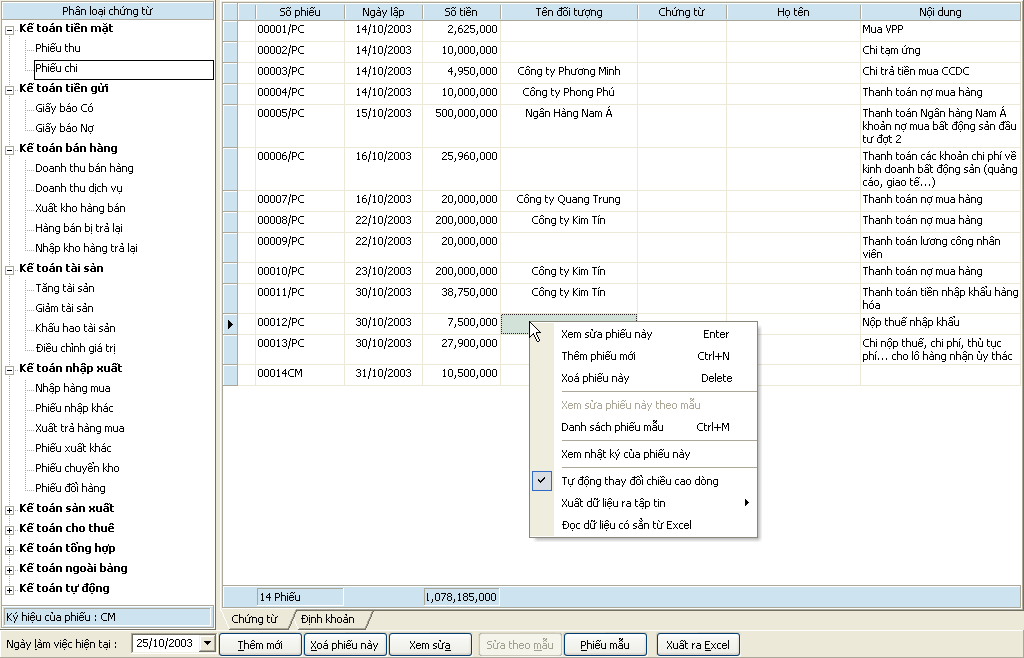 Phân loại chứng từ
Kế toán tiền mặt
Phiếu thu
Phiếu chi
Kế toán tiền gửi
Giấy báo Có
Giấy báo Nợ
Kế toán bán hàng
Doanh thu bán hàng
Doanh thu dịch vụ
Xuất kho hàng bán
Hàng bán bị trả lại
Nhập kho hàng trả lại
Kế toán tài sản
Tăng tài sản
Giảm tài sản
Khấu hao tài sản
Điều chỉnh giá trị
Kế toán nhập xuất
Nhập hàng mua
Phiếu nhập khác
Xuất trả hàng mua
Phiếu xuất khác
Phiếu chuyển kho
Phiếu đổi hàng
Kế toán sản xuất
Kế toán cho thuê
Kế toán tổng hợp
Kế toán ngoài bảng
Kế toán tự động
Ký hiệu của phiếu : CM
Số phiếu Ngày lập Số tiền Tên đối tượng Chứng từ Họ tên Nội dung
00001/PC 14/10/2003 2,625,000 Mua VPP
00002/PC 14/10/2003 10,000,000 Chi tạm ứng
00003/PC 14/10/2003 4,950,000 Công ty Phương Minh Chi trả tiền mua CCDC
00004/PC 14/10/2003 10,000,000 Công ty Phong Phú Thanh toán nợ mua hàng
00005/PC 15/10/2003 500,000,000 Ngân Hàng Nam Á Thanh toán Ngân hàng Nam Á
khoản nợ mua bất động sản đầu
tư đợt 2
00006/PC 16/10/2003 25,960,000 Thanh toán các khoản chi phí về
kinh doanh bất động sản (quảng
cáo, giao tế...)
00007/PC 16/10/2003 20,000,000 Công ty Quang Trung Thanh toán nợ mua hàng
00008/PC 22/10/2003 200,000,000 Công ty Kim Tín Thanh toán nợ mua hàng
00009/PC 22/10/2003 20,000,000 Thanh toán lương công nhân
viên
00010/PC 23/10/2003 200,000,000 Công ty Kim Tín Thanh toán nợ mua hàng
00011/PC 30/10/2003 38,750,000 Công ty Kim Tín Thanh toán tiền nhập khẩu hàng
hóa
00012/PC 30/10/2003 7,500,000 Nộp thuế nhập khẩu
00013/PC 30/10/2003 27,900,000 Chi nộp thuế, chi phí, thủ tục
phí... cho lô hàng nhận ủy thác
00014CM 31/10/2003 10,500,000
Xem sửa phiếu này Enter
Thêm phiếu mới Ctrl+N
Xoá phiếu này Delete
Xem sửa phiếu này theo mẫu
Danh sách phiếu mẫu Ctrl+M
Xem nhật ký của phiếu này
Tự động thay đổi chiều cao dòng
Xuất dữ liệu ra tập tin
Đọc dữ liệu có sẵn từ Excel
14 Phiếu 1,078,185,000
Chứng từ Định khoản
Ngày làm việc hiện tại : 25/10/2003 Thêm mới Xoá phiếu này Xem sửa Sửa theo mẫu Phiếu mẫu Xuất ra Excel